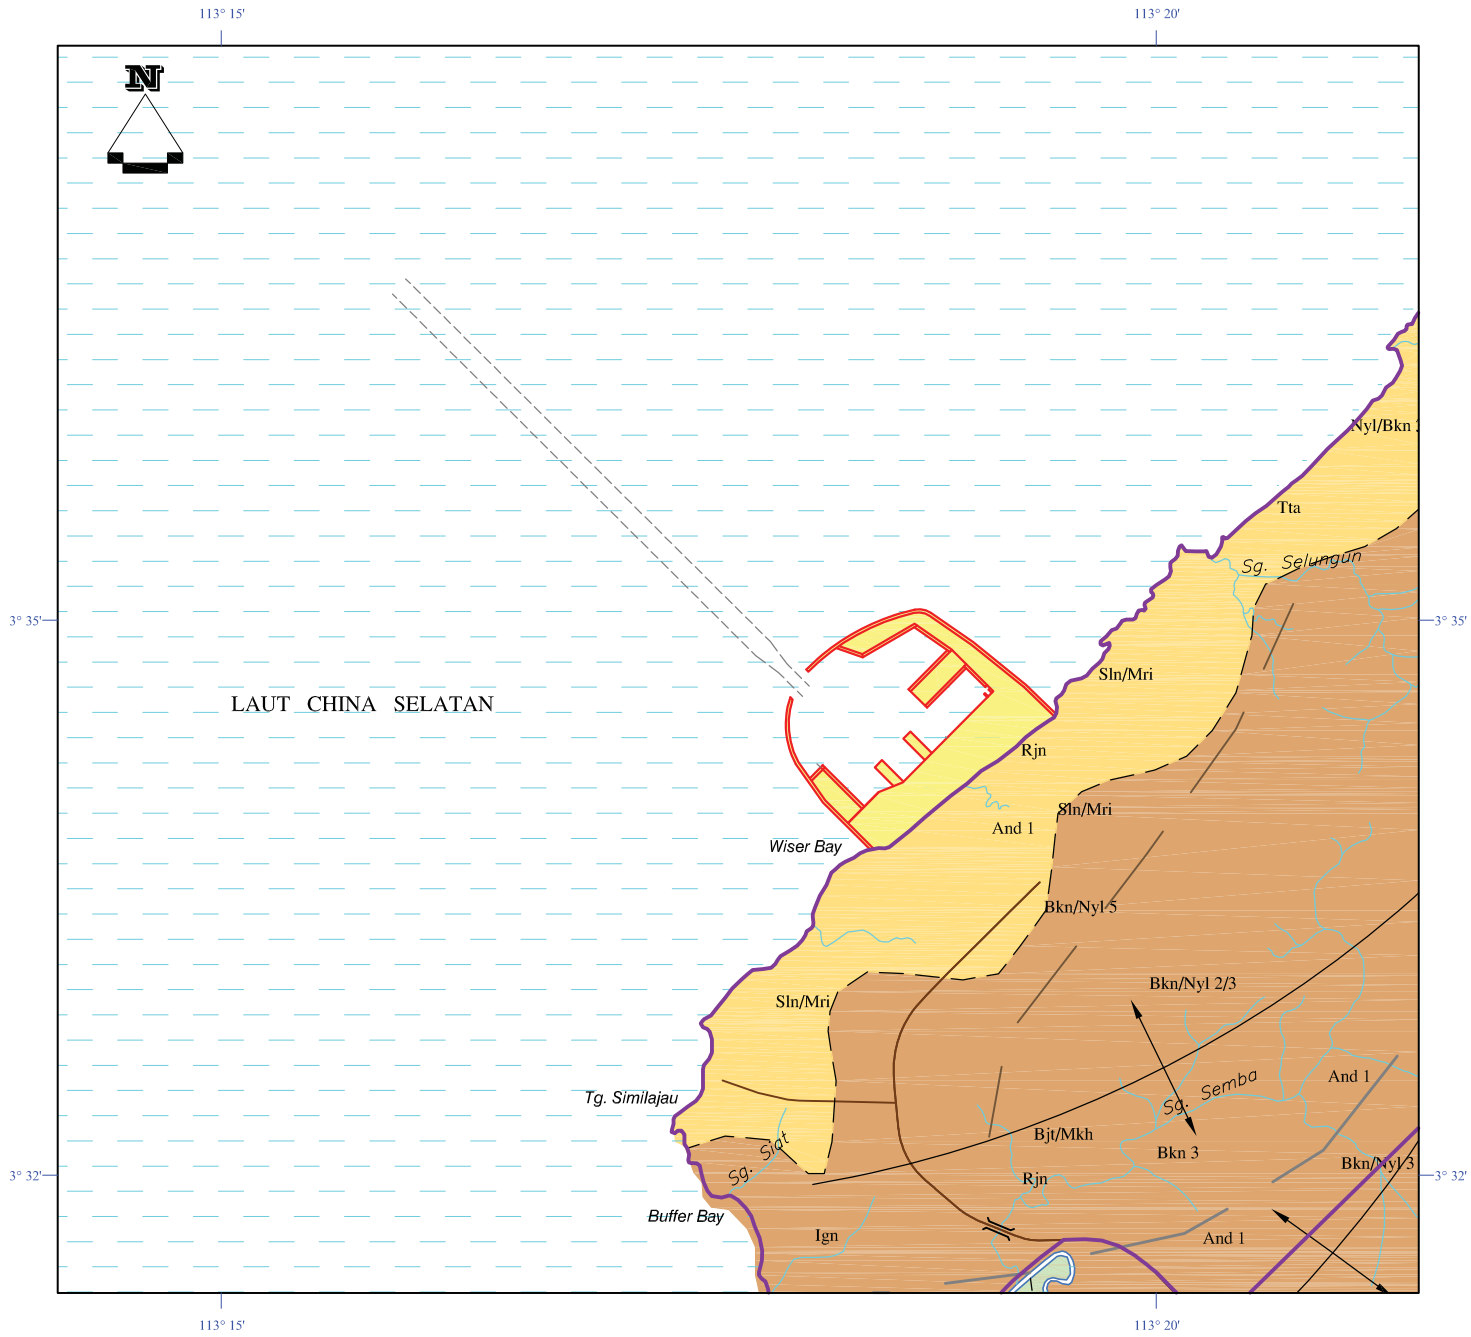 113° 15'
113° 20'
N
Nyl/Bkn
Tta
Sg. Selungun
3° 35'
3° 35'
Sln/Mri
LAUT CHINA SELATAN
Rjn
Sln/Mri
And 1
Wiser Bay
Bkn/Nyl 5
Bkn/Nyl 2/3
Sln/Mri
And 1
Sg. Semba
Tg. Similajau
Bjt/Mkh
Sg. Siat
Bkn 3
Bkn/Nyl 3
3° 32'
3° 32'
Rjn
Buffer Bay
Ign
And 1
113° 15'
113° 20'